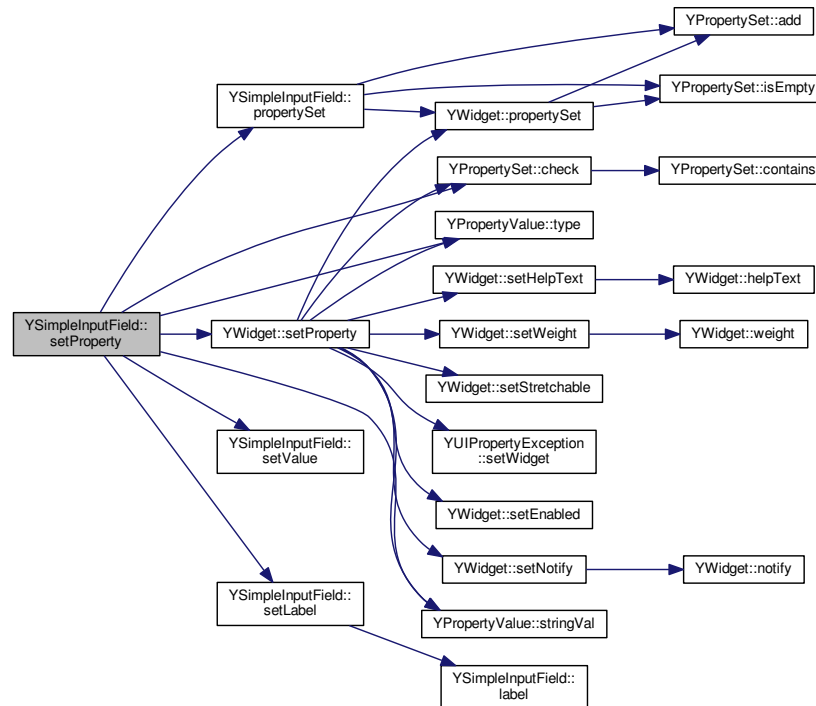 YPropertySet::add
YSimpleInputField::
propertySet
YPropertySet::isEmpty
YWidget::propertySet
YPropertySet::check
YPropertySet::contains
YPropertyValue::type
YWidget::setHelpText
YWidget::helpText
YSimpleInputField::
setProperty
YWidget::setProperty
YWidget::setWeight
YWidget::weight
YWidget::setStretchable
YSimpleInputField::
setValue
YUIPropertyException
::setWidget
YWidget::setEnabled
YWidget::setNotify
YWidget::notify
YSimpleInputField::
setLabel
YPropertyValue::stringVal
YSimpleInputField::
label